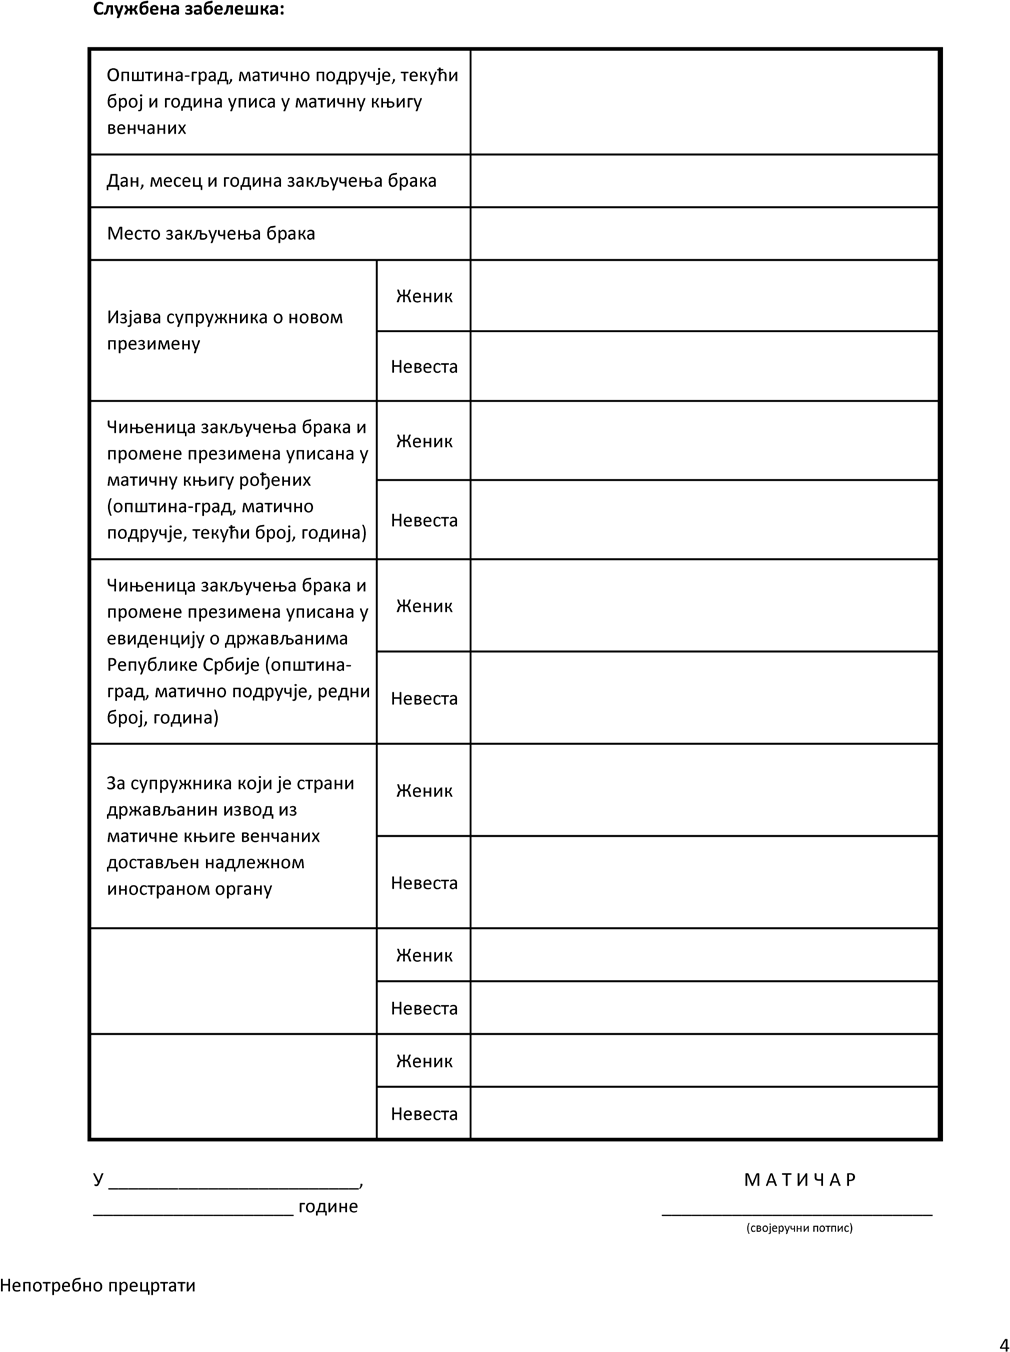 Службена забелешка:
Општина-град, матично подручје, текући
број и година уписа у матичну књигу
венчаних
Дан, месец и година закључења брака
Место закључења брака
Изјава супружника о новом
презимену
Женик
Невеста
Чињеница закључења брака и
промене презимена уписана у
матичну књигу рођених
(општина-град, матично
подручје, текући број, година)
Женик
Невеста
Чињеница закључења брака и
промене презимена уписана у
евиденцију о држављанима
Републике Србије (општина-
град, матично подручје, редни
број, година)
Женик
Невеста
За супружника који је страни
држављанин извод из
матичне књиге венчаних
достављен надлежном
иностраном органу
Женик
Невеста
Женик
Невеста
Женик
Невеста
У _________________________,
____________________ године
М А Т И Ч А Р
___________________________
(својеручни потпис)
Непотребно прецртати
4